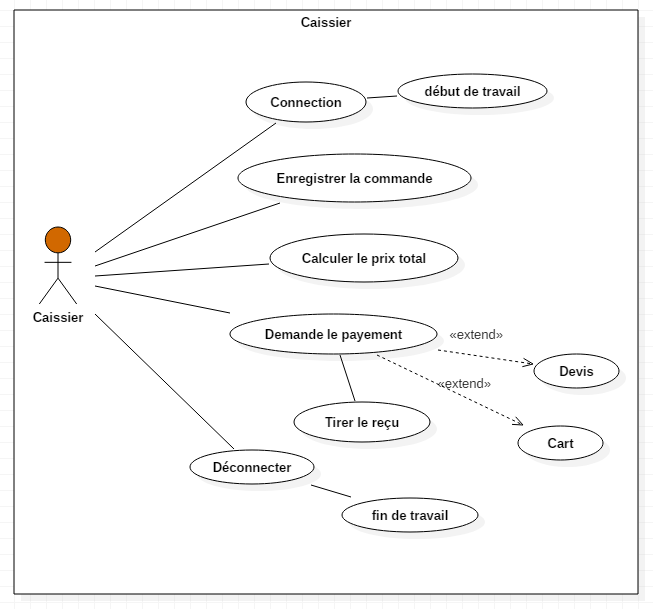 Caissier
Connection
début de travail
Enregistrer la commande
Calculer le prix total
Caissier
Demande le payement
«extend»
Devis
«extend»
Tirer le reçu
Cart
Déconnecter
fin de travail